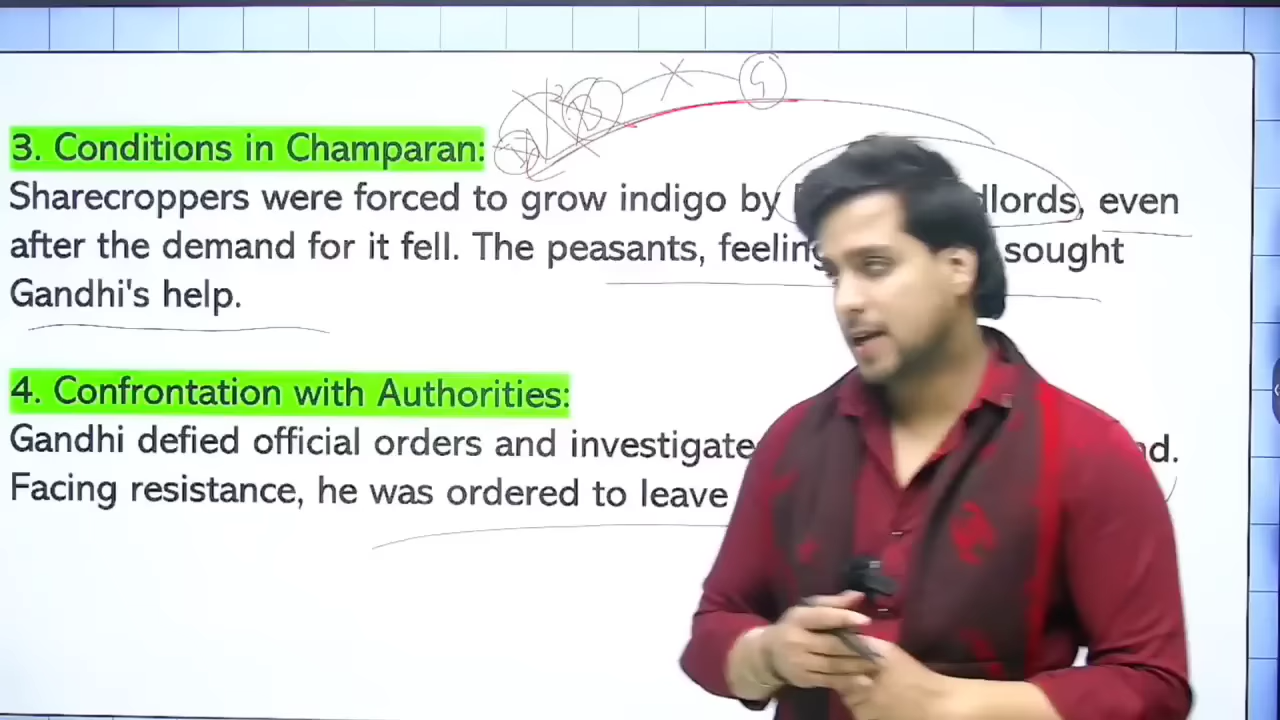 3. Conditions in Champaran:
Sharecroppers were forced to grow indigo by dlords, even
after the demand for it fell. The peasants, feeling sought
Gandhi's help.
4. Confrontation with Authorities:
Gandhi defied official orders and investigate d.
Facing resistance, he was ordered to leave